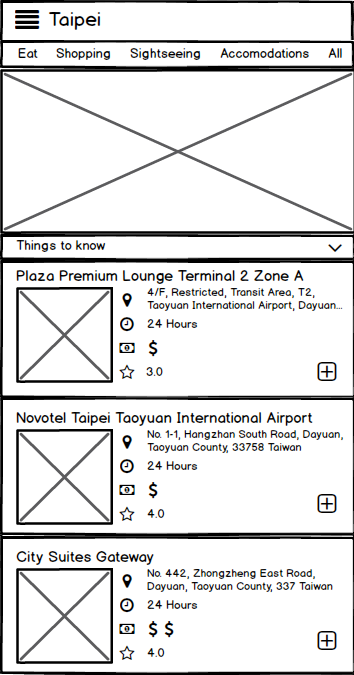 Taipei
Eat Shopping Sightseeing Accomodations All
Things to know
Plaza Premium Lounge Terminal 2 Zone A
4/F, Restricted, Transit Area, T2,
Taoyuan International Airport, Dayuan...
24 Hours
$
3.0
Novotel Taipei Taoyuan International Airport
No. 1-1, Hangzhan South Road, Dayuan,
Taoyuan County, 33758 Taiwan
24 Hours
$
4.0
City Suites Gateway
No. 442, Zhongzheng East Road,
Dayuan, Taoyuan County, 337 Taiwan
24 Hours
$ $
4.0